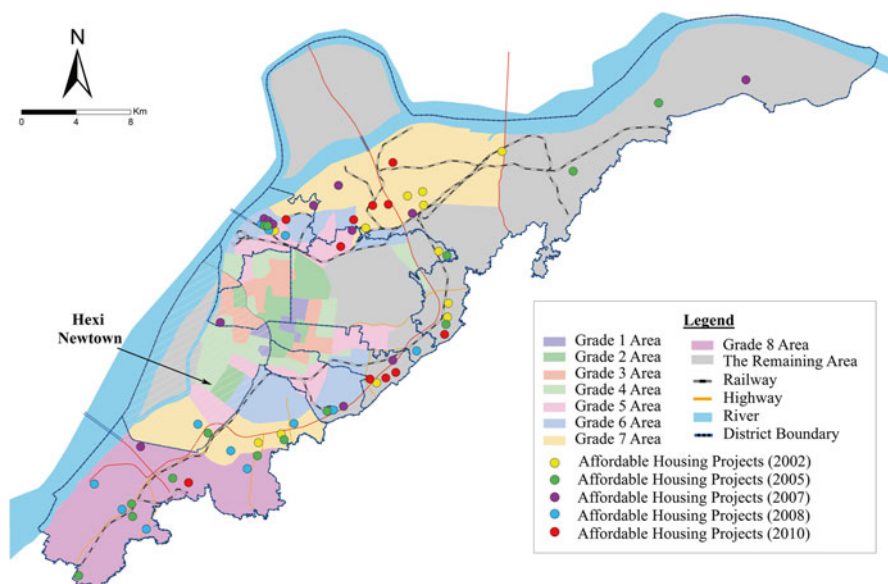 N
Km
0 4 8
Hexi
Newtown
Legend
Grade 1 Area
Grade 2 Area
Grade 3 Area
Grade 4 Area
Grade 5 Area
Grade 6 Area
Grade 7 Area
Grade 8 Area
The Remaining Area
Railway
Highway
River
District Boundary
Affordable Housing Projects (2002)
Affordable Housing Projects (2005)
Affordable Housing Projects (2007)
Affordable Housing Projects (2008)
Affordable Housing Projects (2010)